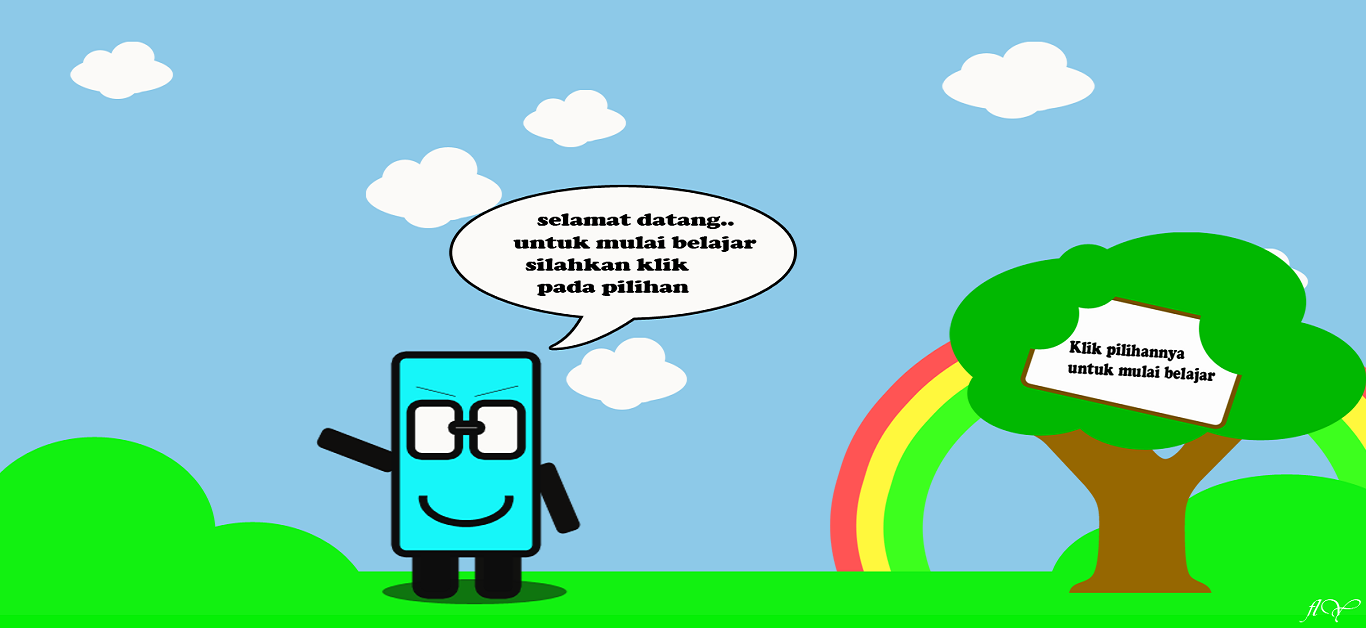 selamat datang..
untuk mulai belajar
silahkan klik
pada pilihan
Klik pilihannya
untuk mulai belajar